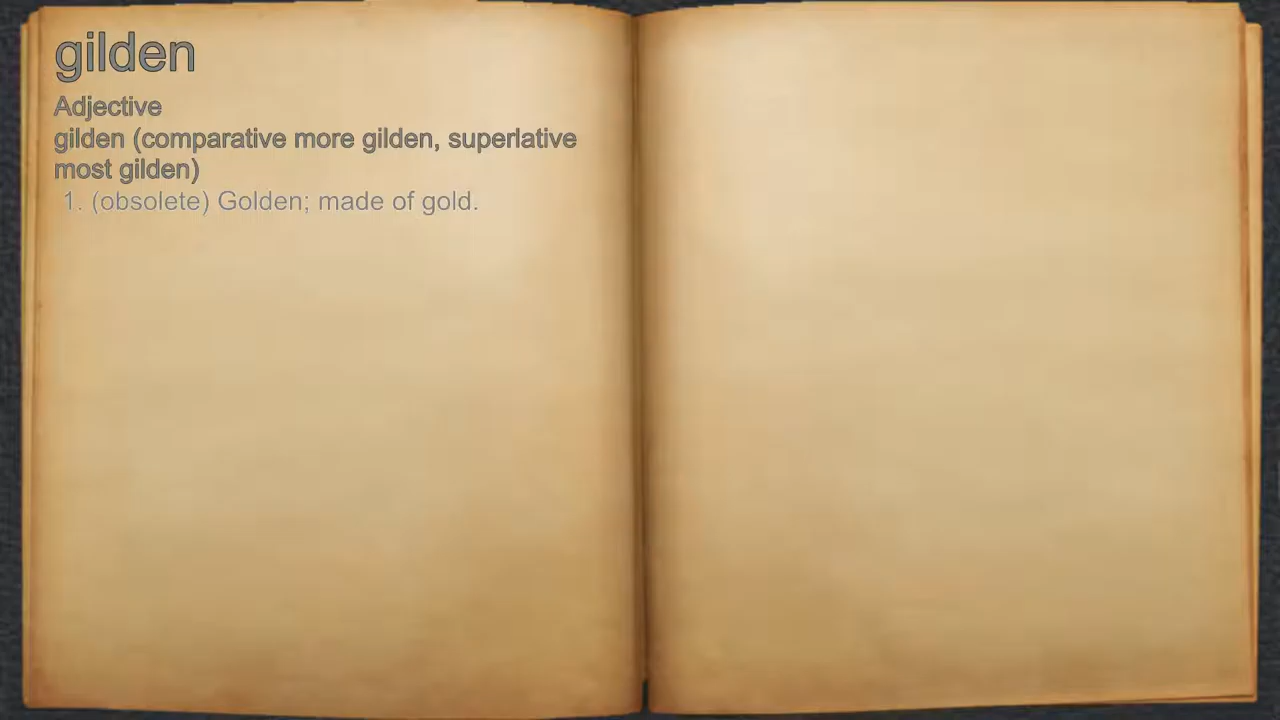 gilden
Adjective
gilden (comparative more gilden, superlative
most gilden)
1. (obsolete) Golden; made of gold.